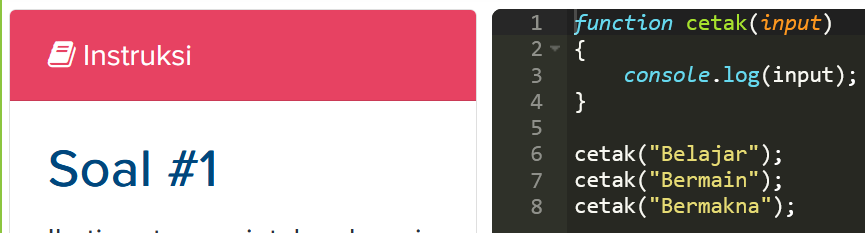 Instruksi
Soal #1
1 function cetak(input)
2 {
3 console.log(input);
4 }
5
6 cetak("Belajar");
7 cetak("Bermain");
8 cetak("Bermakna");